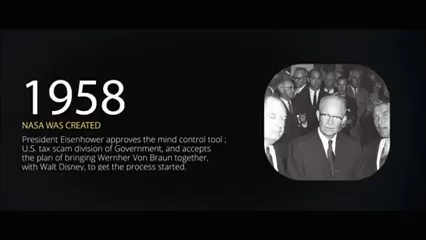 1958
NASA WAS CREATED
President Eisenhower approves the mind control tool ;
U.S. tax scam division of Government, and accepts
the plan of bringing Wernher Von Braun together,
with Walt Disney, to get the process started.